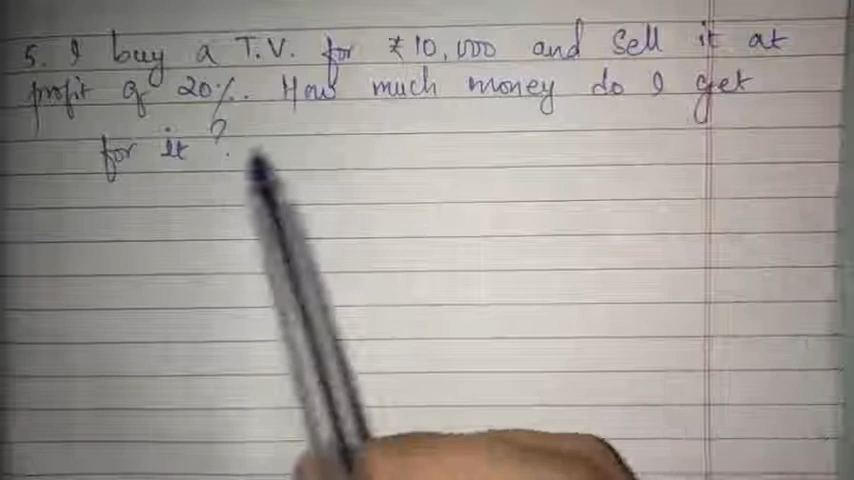 5. I buy a T.V. for ₹10,000 and sell it at
profit of 20%. How much money do I get
for it ?